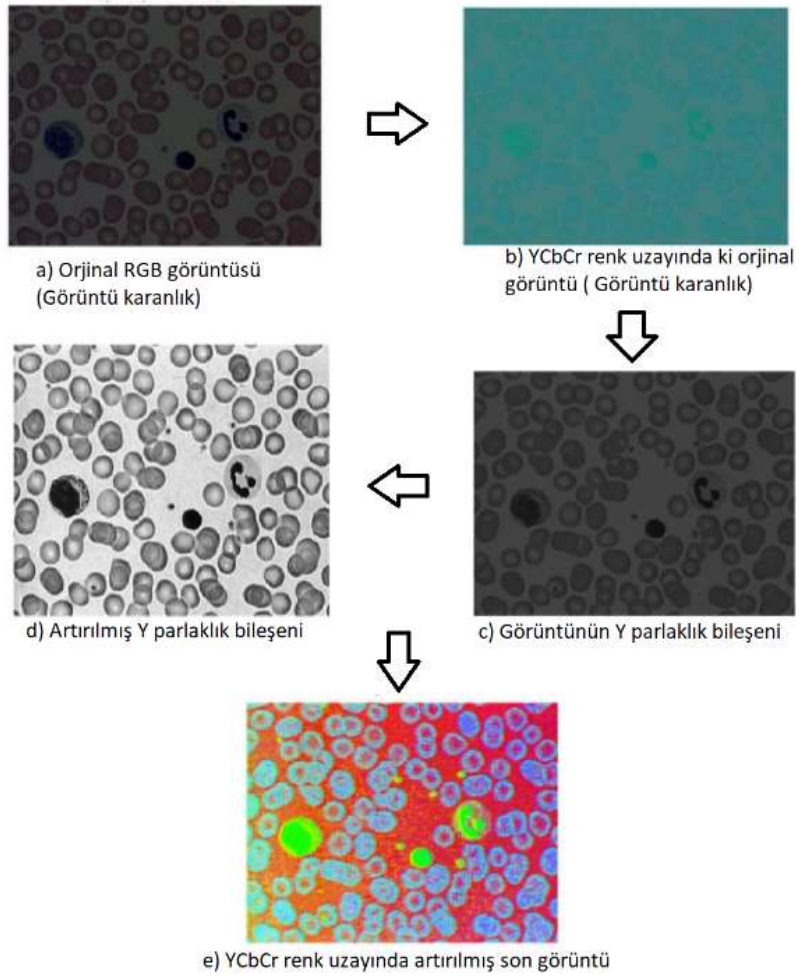 a) Orjinal RGB görüntüsü
(Görüntü karanlık)
b) YCbCr renk uzayında ki orjinal
görüntü ( Görüntü karanlık)
c) Görüntünün Y parlaklık bileşeni
d) Artırılmış Y parlaklık bileşeni
e) YCbCr renk uzayında artırılmış son görüntü